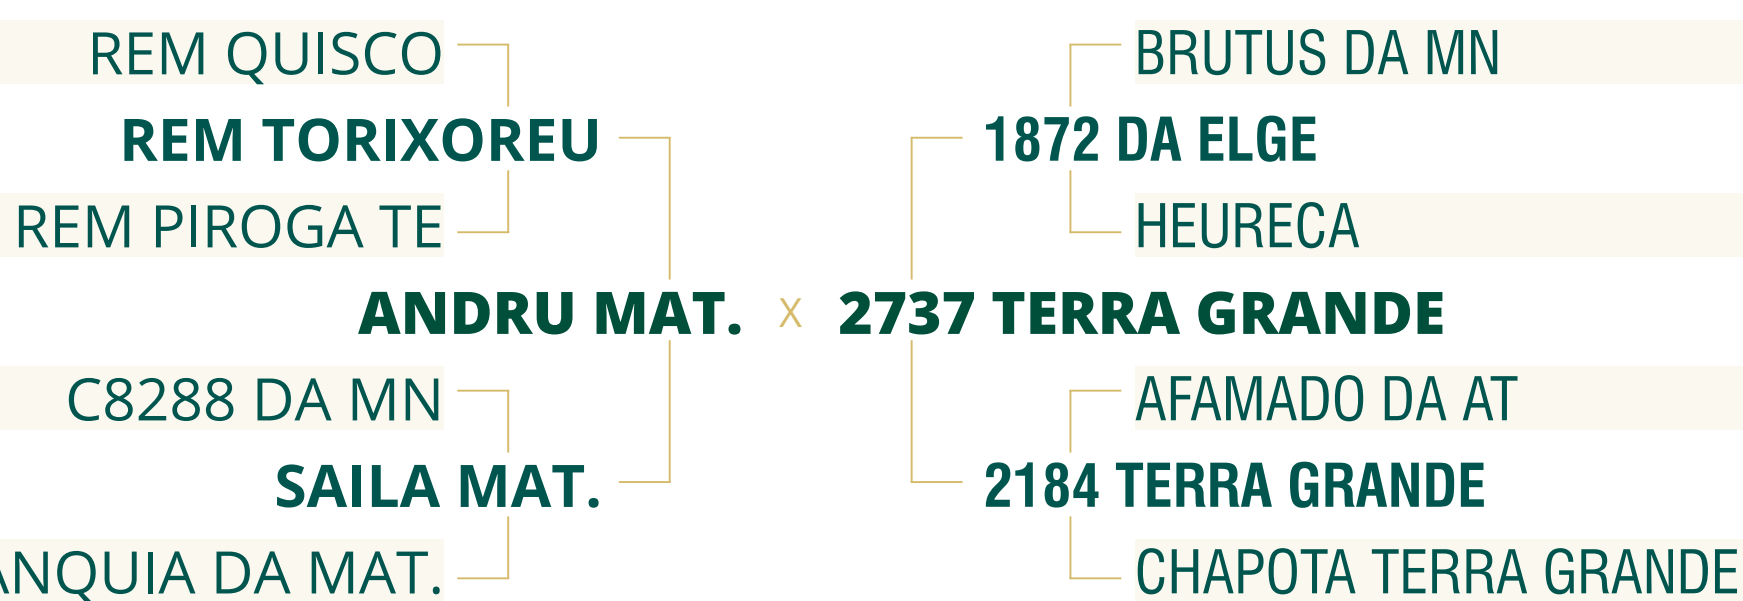 REM QUISCO BRUTUS DA MN
REM TORIXOREU 1872 DA ELGE
REM PIROGA TE HEURECA
ANDRU MAT. X 2737 TERRA GRANDE
C8288 DA MN AFAMADO DA AT
SAILA MAT. 2184 TERRA GRANDE
DA MAT. CHAPOTA TERRA GRANDE